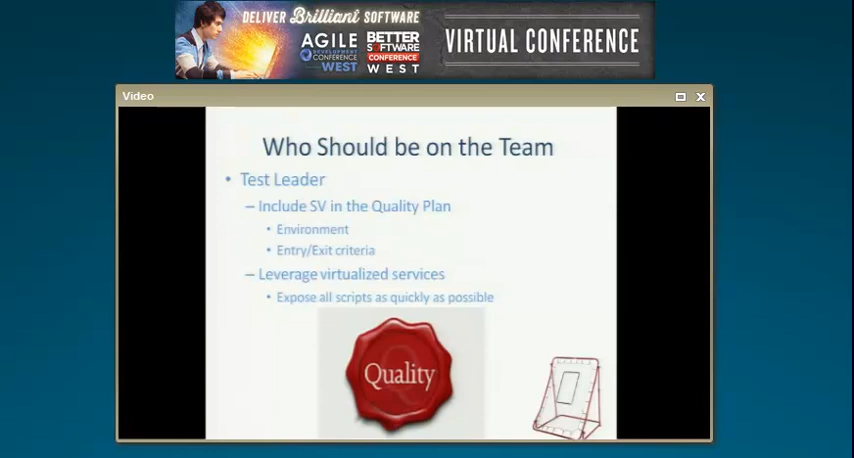 DELIVER Brilliant SOFTWARE
AGILE
DEVELOPMENT
CONFERENCE
WEST
BETTER
SOFTWARE
CONFERENCE
WEST
VIRTUAL CONFERENCE
Video
Who Should be on the Team
• Test Leader
– Include SV in the Quality Plan
• Environment
• Entry/Exit criteria
– Leverage virtualized services
• Expose all scripts as quickly as possible
Quality